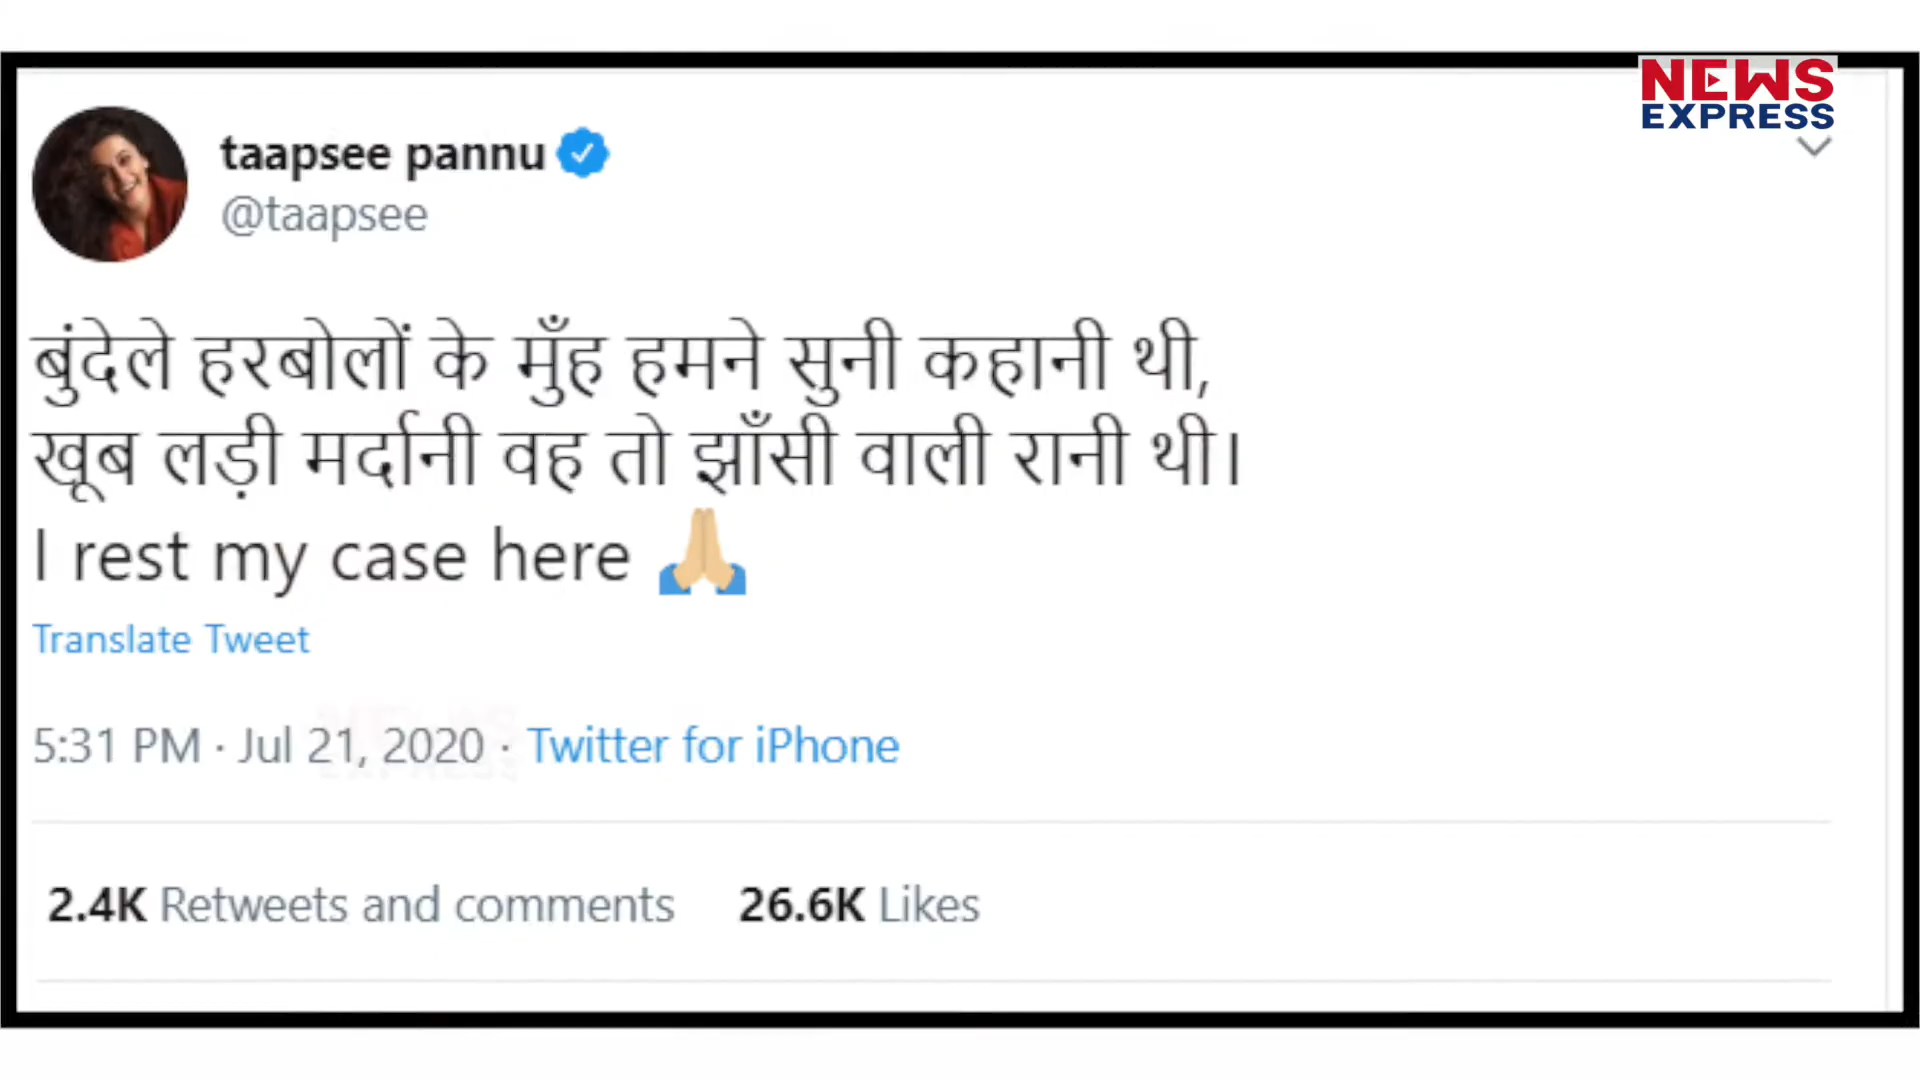 NEWS
EXPRESS
taapsee pannu
@taapsee
बुंदेले हरबोलों के मुँह हमने सुनी कहानी थी,
खूब लड़ी मर्दानी वह तो झाँसी वाली रानी थी।
I rest my case here 🙏🏼
Translate Tweet
5:31 PM · Jul 21, 2020 · Twitter for iPhone
2.4K Retweets and comments 26.6K Likes